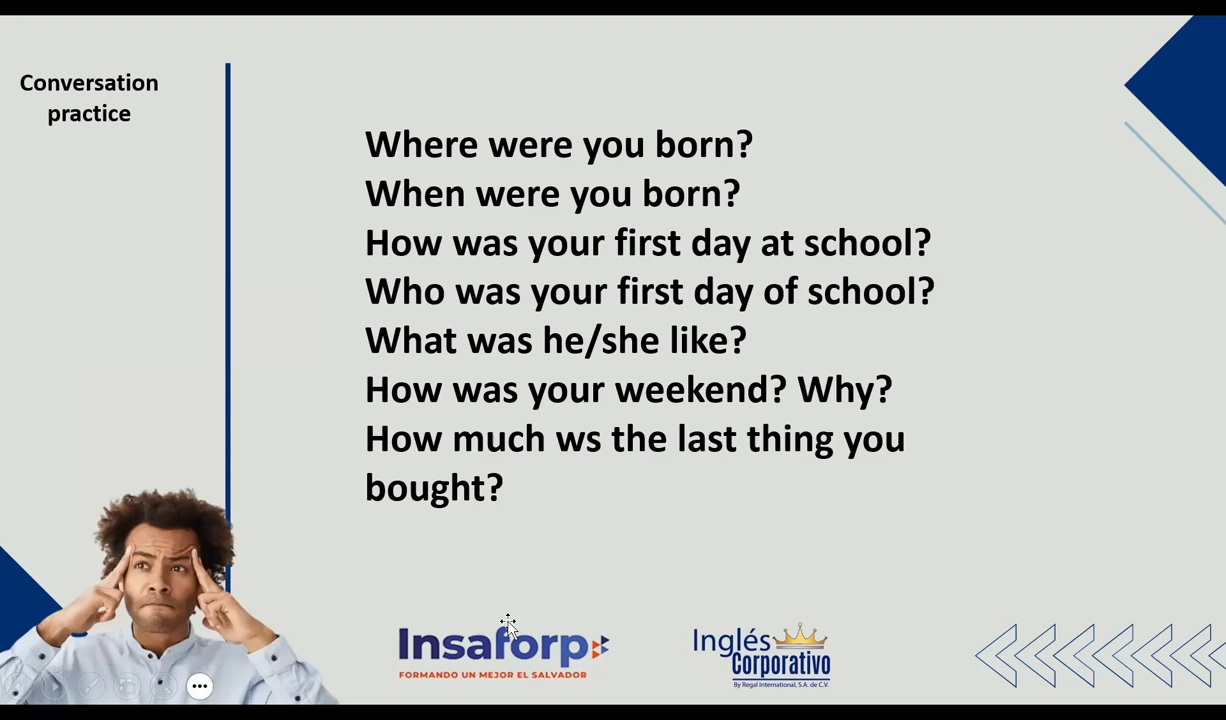 Conversation
practice
Where were you born?
When were you born?
How was your first day at school?
Who was your first day of school?
What was he/she like?
How was your weekend? Why?
How much ws the last thing you
bought?
Insaforp
FORMANDO UN MEJOR EL SALVADOR
Inglés
Corporativo
By Regal International, S.A. de C.V.